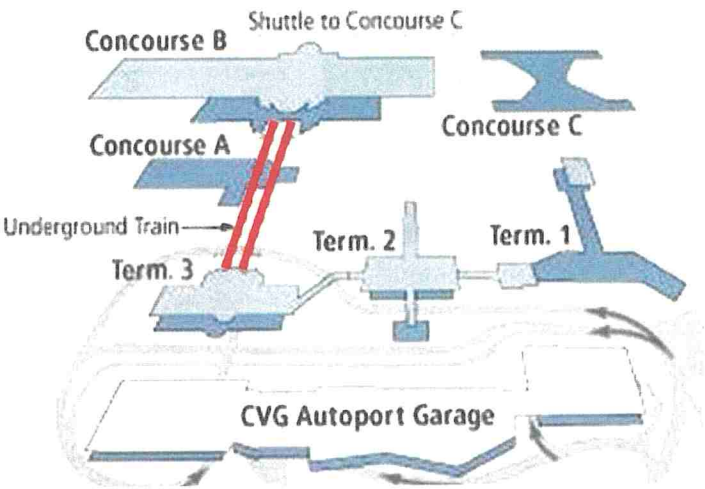 Shuttle to Concourse C
Concourse B
Concourse C
Concourse A
Underground Train
Term. 2
Term. 1
Term. 3
CVG Autoport Garage